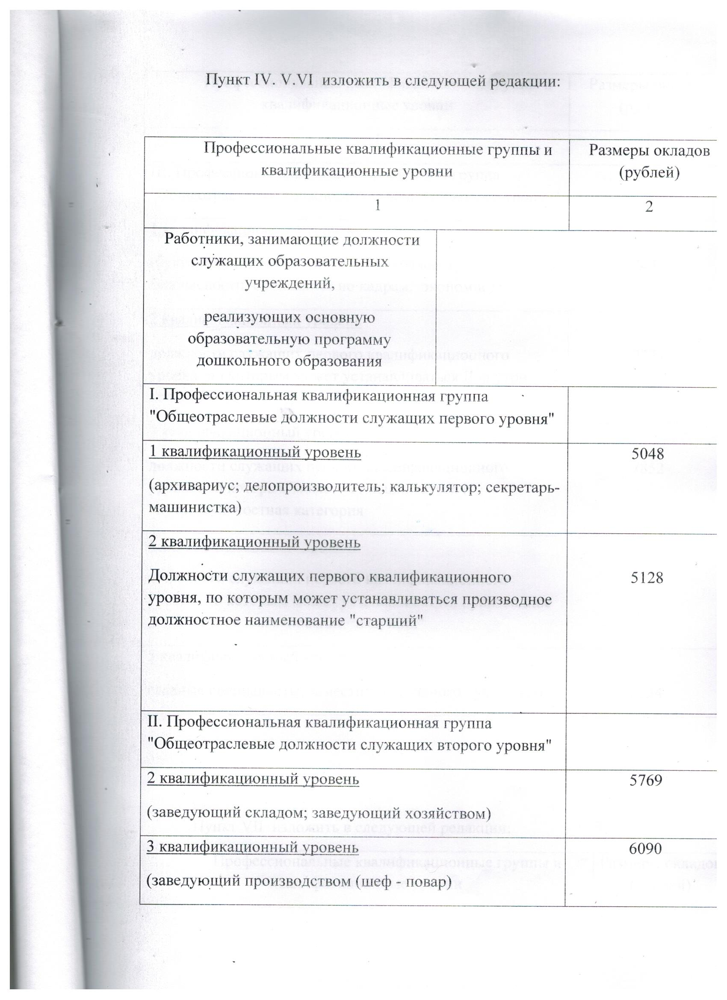 Пункт IV. V.VI изложить в следующей редакции:
Профессиональные квалификационные группы и
квалификационные уровни
Размеры окладов
(рублей)
1
2
Работники, занимающие должности
служащих образовательных
учреждений,
реализующих основную
образовательную программу
дошкольного образования
I. Профессиональная квалификационная группа
"Общеотраслевые должности служащих первого уровня"
1 квалификационный уровень
5048
(архивариус; делопроизводитель; калькулятор; секретарь-
машинистка)
2 квалификационный уровень
Должности служащих первого квалификационного
5128
уровня, по которым может устанавливаться производное
должностное наименование "старший"
II. Профессиональная квалификационная группа
"Общеотраслевые должности служащих второго уровня"
2 квалификационный уровень
5769
(заведующий складом; заведующий хозяйством)
3 квалификационный уровень
6090
(заведующий производством (шеф - повар)